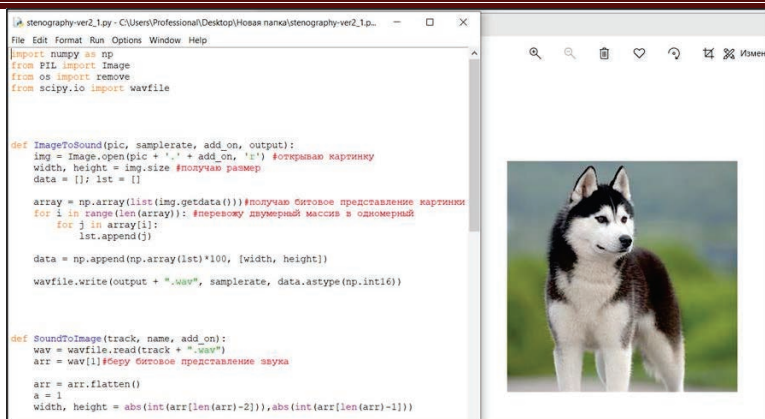 stenography-ver2_1.py - C:\Users\Professional\Desktop\Новая папка\stenography-ver2_1.p...
File Edit Format Run Options Window Help
import numpy as np
from PIL import Image
from os import remove
from scipy.io import wavfile
Измен
def ImageToSound(pic, samplerate, add_on, output):
    img = Image.open(pic + '.' + add_on, 'r') #открываю картинку
    width, height = img.size #получаю размер
    data = []; lst = []
    array = np.array(list(img.getdata()))#получаю битовое представление картинки
    for i in range(len(array)): #перевожу двумерный массив в одномерный
        for j in array[i]:
            lst.append(j)
    data = np.append(np.array(lst)*100, [width, height])
    wavfile.write(output + ".wav", samplerate, data.astype(np.int16))
def SoundToImage(track, name, add_on):
    wav = wavfile.read(track + ".wav")
    arr = wav[1]#беру битовое представление звука
    arr = arr.flatten()
    a = 1
    width, height = abs(int(arr[len(arr)-2])),abs(int(arr[len(arr)-1]))